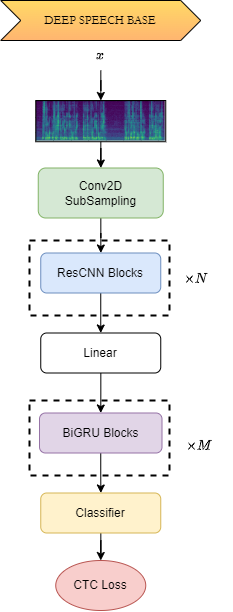 DEEP SPEECH BASE
x
Conv2D
SubSampling
ResCNN Blocks
×N
Linear
BiGRU Blocks
×M
Classifier
CTC Loss